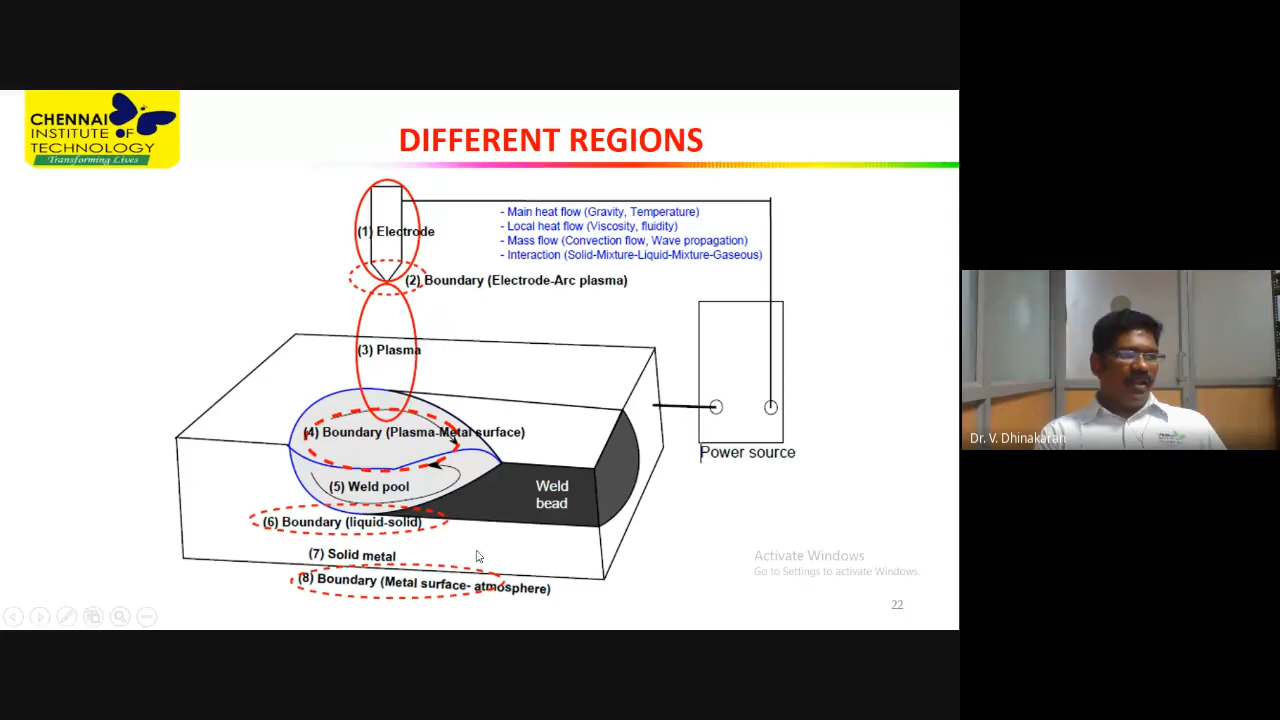 CHENNAI
INSTITUTE OF
TECHNOLOGY
Transforming Lives
DIFFERENT REGIONS
- Main heat flow (Gravity, Temperature)
- Local heat flow (Viscosity, fluidity)
- Mass flow (Convection flow, Wave propagation)
- Interaction (Solid-Mixture-Liquid-Mixture-Gaseous)
(1) Electrode
(2) Boundary (Electrode-Arc plasma)
(3) Plasma
(4) Boundary (Plasma-Metal surface)
Power source
(5) Weld pool
Weld
bead
(6) Boundary (liquid-solid)
(7) Solid metal
(8) Boundary (Metal surface- atmosphere)
Activate Windows
Go to Settings to activate Windows.
22
Dr. V. Dhinakaran